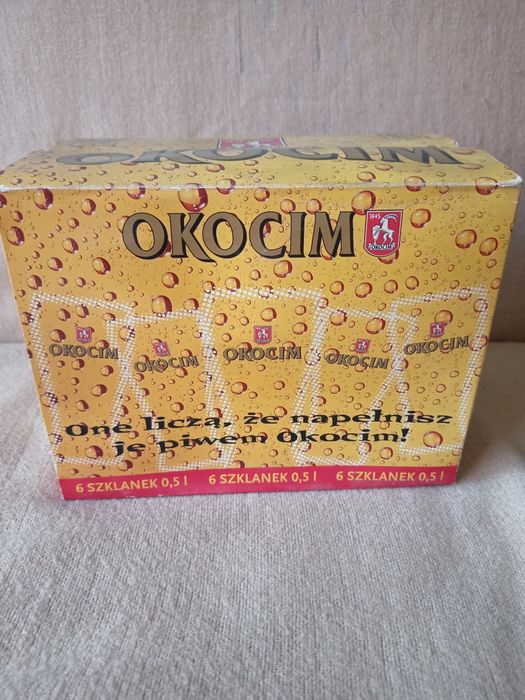 OKOCIM
OKOCIM
1845
OKOCIM
OKOCIM
OKOCIM
OKOCIM
OKOCIM
OKOCIM
One liczą, że napełnisz
je piwem Okocim!
6 SZKLANEK 0,5 l 6 SZKLANEK 0,5 l 6 SZKLANEK 0,5 l